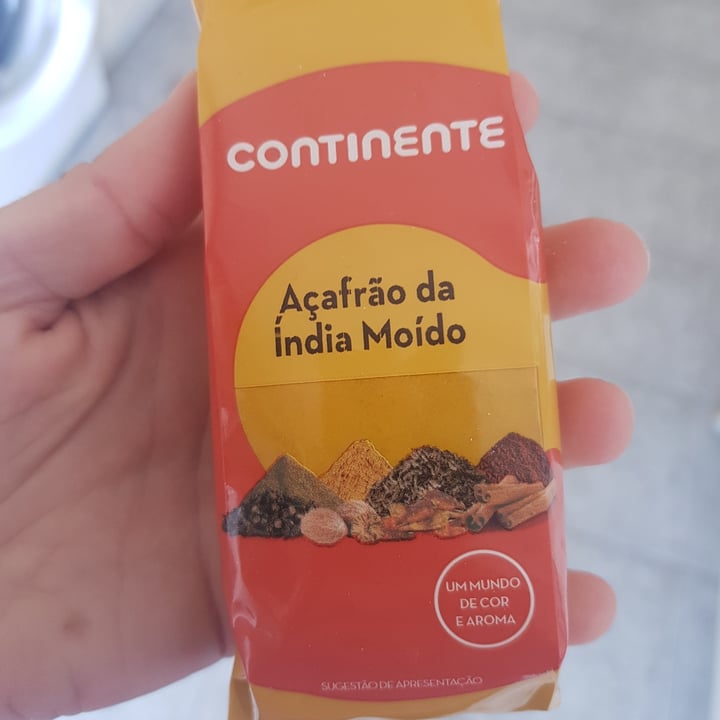 CONTINENTE
Açafrão da
Índia Moído
UM MUNDO
DE COR
E AROMA
SUGESTÃO DE APRESENTAÇÃO